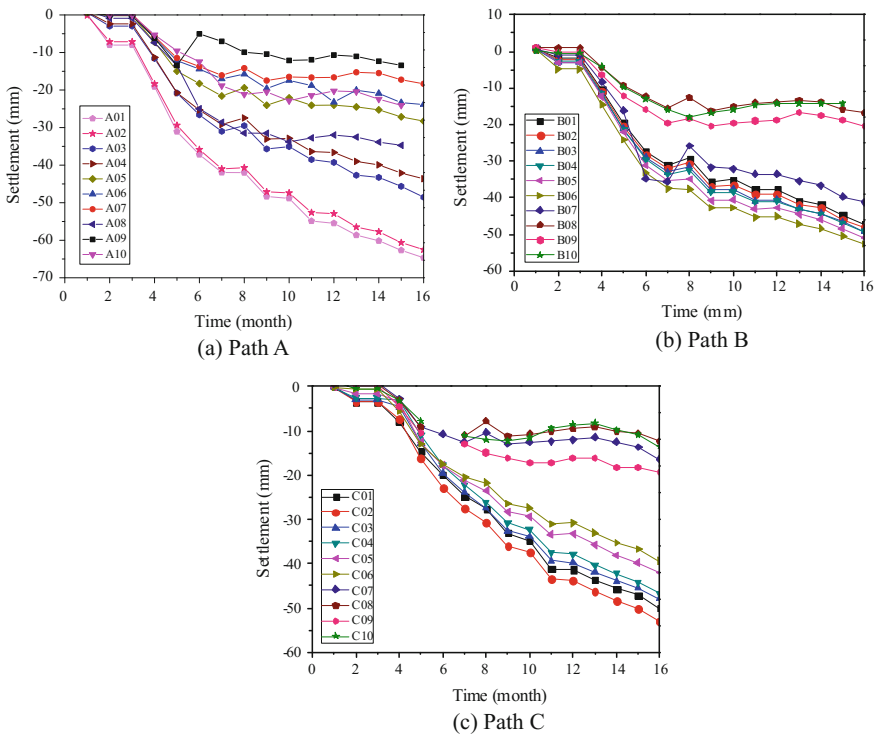 10
0
-10
-20
-30
-40
-50
-60
-70
Settlement (mm)
A01
A02
A03
A04
A05
A06
A07
A08
A09
A10
0 2 4 6 8 10 12 14 16
Time (month)
(a) Path A
10
0
-10
-20
-30
-40
-50
-60
Settlement (mm)
B01
B02
B03
B04
B05
B06
B07
B08
B09
B10
0 2 4 6 8 10 12 14 16
Time (mm)
(b) Path B
0
-10
-20
-30
-40
-50
-60
Settlement (mm)
C01
C02
C03
C04
C05
C06
C07
C08
C09
C10
0 2 4 6 8 10 12 14 16
Time (month)
(c) Path C